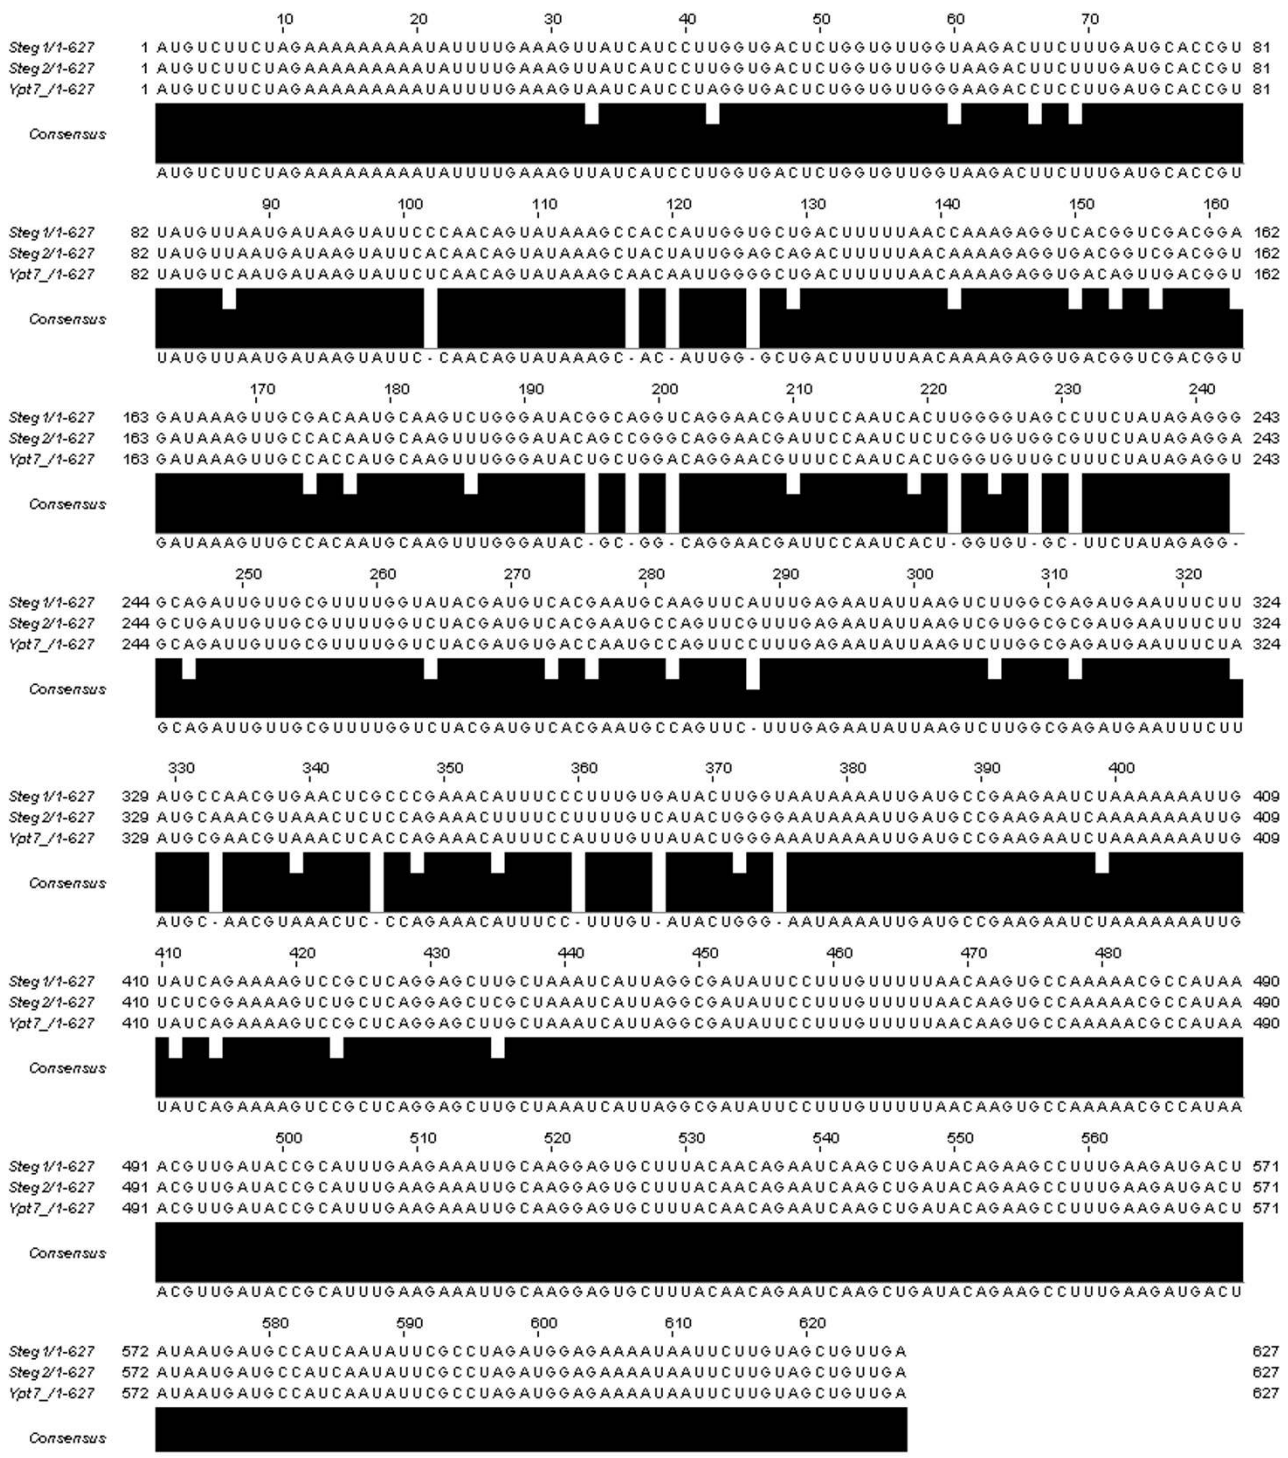 10 20 30 40 50 60 70
Steg1/1-627 1 AUGUCUUCUAGAAAAAAAAAUAUUUUGAAAGUUAUCAUCCUUGGUGACUCUGGUGUUGGUAAGACUUCUUUGAUGCACCGU 81
Steg2/1-627 1 AUGUCUUCUAGAAAAAAAAAUAUUUUGAAAGUUAUCAUCCUUGGUGACUCUGGUGUUGGUAAGACUUCUUUGAUGCACCGU 81
Ypt7_/1-627 1 AUGUCUUCUAGAAAAAAAAAUAUUUUGAAAGUAAUCAUCCUAGGUGACUCUGGUGUUGGGAAGACCUCCUUGAUGCACCGU 81
Consensus
AUGUCUUCUAGAAAAAAAAAUAUUUUGAAAGUUAUCAUCCUUGGUGACUCUGGUGUUGGUAAGACUUCUUUGAUGCACCGU
90 100 110 120 130 140 150 160
Steg1/1-627 82 UAUGUUAAUGAUAAGUAUUCCCAACAGUAUAAAGCCACCAUUGGUGCUGACUUUUUAACCAAAGAGGUCACGGUCGACGGA 162
Steg2/1-627 82 UAUGUUAAUGAUAAGUAUUCACAACAGUAUAAAGCUACUAUUGGAGCAGACUUUUUAACAAAAGAGGUGACGGUCGACGGU 162
Ypt7_/1-627 82 UAUGUCAAUGAUAAGUAUUCUCAACAGUAUAAAGCAACAAUUGGGGCUGACUUUUUAACAAAAGAGGUGACAGUUGACGGU 162
Consensus
UAUGUUAAUGAUAAGUAUUC-CAACAGUAUAAAGC-AC-AUUGG-GCUGACUUUUUAACAAAAGAGGUGACGGUCGACGGU
170 180 190 200 210 220 230 240
Steg1/1-627 163 GAUAAAGUUGCGACAAUGCAAGUCUGGGAUACGGCAGGUCAGGAACGAUUCCAAUCACUUGGGGUAGCCUUCUAUAGAGGG 243
Steg2/1-627 163 GAUAAAGUUGCCACAAUGCAAGUUUGGGAUACAGCCGGGCAGGAACGAUUCCAAUCUCUCGGUGUGGCGUUCUAUAGAGGA 243
Ypt7_/1-627 163 GAUAAAGUUGCCACCAUGCAAGUUUGGGAUACUGCUGGACAGGAACGUUUCCAAUCACUGGGUGUUGCUUUCUAUAGAGGU 243
Consensus
GAUAAAGUUGCCACAAUGCAAGUUUGGGAUAC-GC-GG-CAGGAACGAUUCCAAUCACU-GGUGU-GC-UUCUAUAGAGG-
250 260 270 280 290 300 310 320
Steg1/1-627 244 GCAGAUUGUUGCGUUUUGGUAUACGAUGUCACGAAUGCAAGUUCAUUUGAGAAUAUUAAGUCUUGGCGAGAUGAAUUUCUU 324
Steg2/1-627 244 GCUGAUUGUUGCGUUUUGGUCUACGAUGUCACGAAUGCCAGUUCGUUUGAGAAUAUUAAGUCGUGGCGCGAUGAAUUUCUU 324
Ypt7_/1-627 244 GCAGAUUGUUGCGUUUUGGUCUACGAUGUGACCAAUGCCAGUUCCUUUGAGAAUAUUAAGUCUUGGCGAGAUGAAUUUCUA 324
Consensus
GCAGAUUGUUGCGUUUUGGUCUACGAUGUCACGAAUGCCAGUUC-UUUGAGAAUAUUAAGUCUUGGCGAGAUGAAUUUCUU
330 340 350 360 370 380 390 400
Steg1/1-627 329 AUGCCAACGUGAACUCGCCCGAAACAUUUCCCUUUGUGAUACUUGGUAAUAAAAUUGAUGCCGAAGAAUCUAAAAAAAUUG 409
Steg2/1-627 329 AUGCAAACGUAAACUCUCCAGAAACUUUUCCUUUUGUCAUACUGGGGAAUAAAAUUGAUGCCGAAGAAUCAAAAAAAAUUG 409
Ypt7_/1-627 329 AUGCGAACGUAAACUCACCAGAAACAUUUCCAUUUGUUAUACUGGGAAAUAAAAUUGAUGCCGAAGAAUCUAAAAAAAUUG 409
Consensus
AUGC-AACGUAAACUC-CCAGAAACAUUUCC-UUUGU-AUACUGGG-AAUAAAAUUGAUGCCGAAGAAUCUAAAAAAAUUG
410 420 430 440 450 460 470 480
Steg1/1-627 410 UAUCAGAAAAGUCCGCUCAGGAGCUUGCUAAAUCAUUAGGCGAUAUUCCUUUGUUUUUAACAAGUGCCAAAAACGCCAUAA 490
Steg2/1-627 410 UCUCGGAAAAGUCUGCUCAGGAGCUCGCUAAAUCAUUAGGCGAUAUUCCUUUGUUUUUAACAAGUGCCAAAAACGCCAUAA 490
Ypt7_/1-627 410 UAUCAGAAAAGUCCGCUCAGGAGCUUGCUAAAUCAUUAGGCGAUAUUCCUUUGUUUUUAACAAGUGCCAAAAACGCCAUAA 490
Consensus
UAUCAGAAAAGUCCGCUCAGGAGCUUGCUAAAUCAUUAGGCGAUAUUCCUUUGUUUUUAACAAGUGCCAAAAACGCCAUAA
500 510 520 530 540 550 560
Steg1/1-627 491 ACGUUGAUACCGCAUUUGAAGAAAUUGCAAGGAGUGCUUUACAACAGAAUCAAGCUGAUACAGAAGCCUUUGAAGAUGACU 571
Steg2/1-627 491 ACGUUGAUACCGCAUUUGAAGAAAUUGCAAGGAGUGCUUUACAACAGAAUCAAGCUGAUACAGAAGCCUUUGAAGAUGACU 571
Ypt7_/1-627 491 ACGUUGAUACCGCAUUUGAAGAAAUUGCAAGGAGUGCUUUACAACAGAAUCAAGCUGAUACAGAAGCCUUUGAAGAUGACU 571
Consensus
ACGUUGAUACCGCAUUUGAAGAAAUUGCAAGGAGUGCUUUACAACAGAAUCAAGCUGAUACAGAAGCCUUUGAAGAUGACU
580 590 600 610 620
Steg1/1-627 572 AUAAUGAUGCCAUCAAUAUUCGCCUAGAUGGAGAAAAUAAUUCUUGUAGCUGUUGA 627
Steg2/1-627 572 AUAAUGAUGCCAUCAAUAUUCGCCUAGAUGGAGAAAAUAAUUCUUGUAGCUGUUGA 627
Ypt7_/1-627 572 AUAAUGAUGCCAUCAAUAUUCGCCUAGAUGGAGAAAAUAAUUCUUGUAGCUGUUGA 627
Consensus